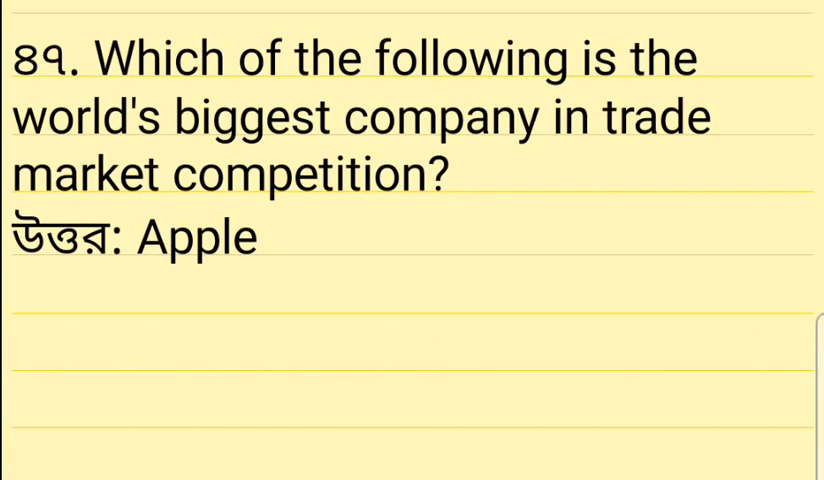 ৪৭. Which of the following is the
world's biggest company in trade
market competition?
উত্তর: Apple